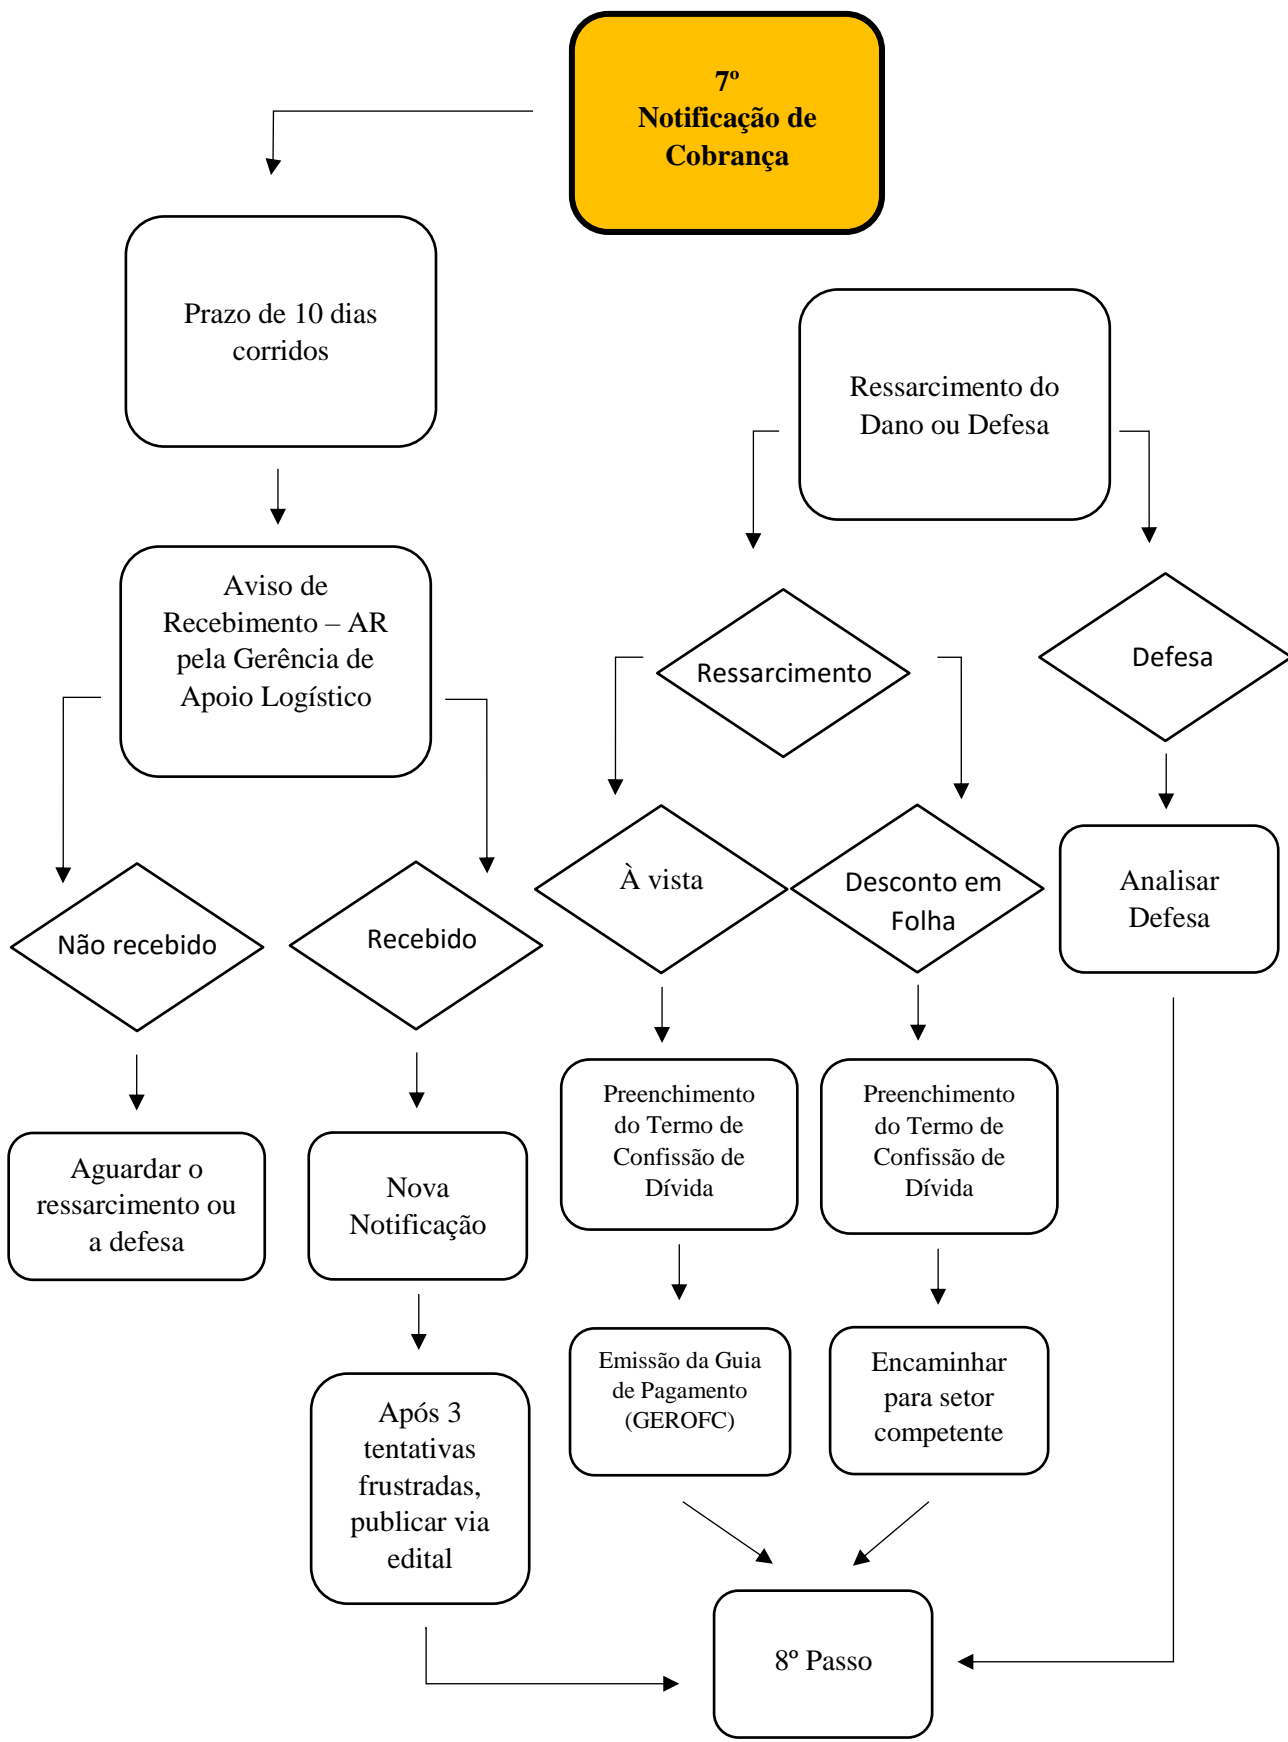 7º
Notificação de
Cobrança
Prazo de 10 dias
corridos
Ressarcimento do
Dano ou Defesa
Aviso de
Recebimento – AR
pela Gerência de
Apoio Logístico
Ressarcimento
Defesa
Não recebido
Recebido
À vista
Desconto em
Folha
Analisar
Defesa
Aguardar o
ressarcimento ou
a defesa
Nova
Notificação
Preenchimento
do Termo de
Confissão de
Dívida
Preenchimento
do Termo de
Confissão de
Dívida
Após 3
tentativas
frustradas,
publicar via
edital
Emissão da Guia
de Pagamento
(GEROFC)
Encaminhar
para setor
competente
8º Passo